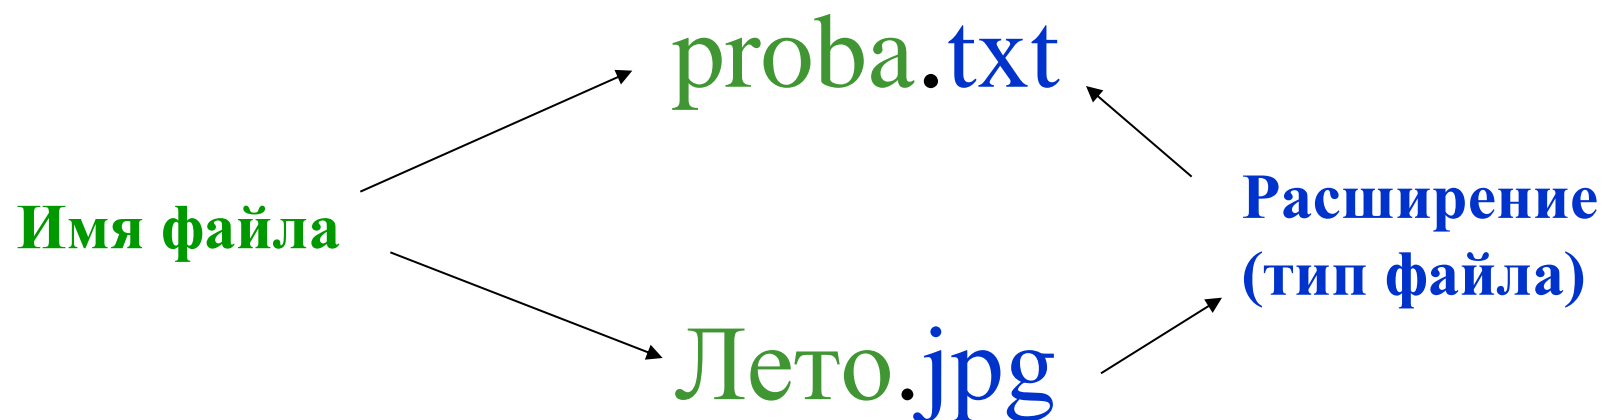 proba.txt
Имя файла
Расширение
(тип файла)
Лето.jpg